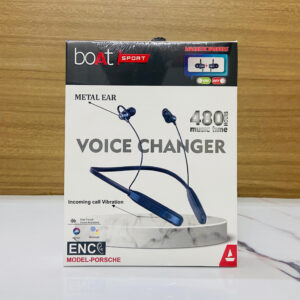 boAt SPORT
METAL EAR
480
music time
VOICE CHANGER
Incoming call Vibration
ENC
MODEL-PORSCHE